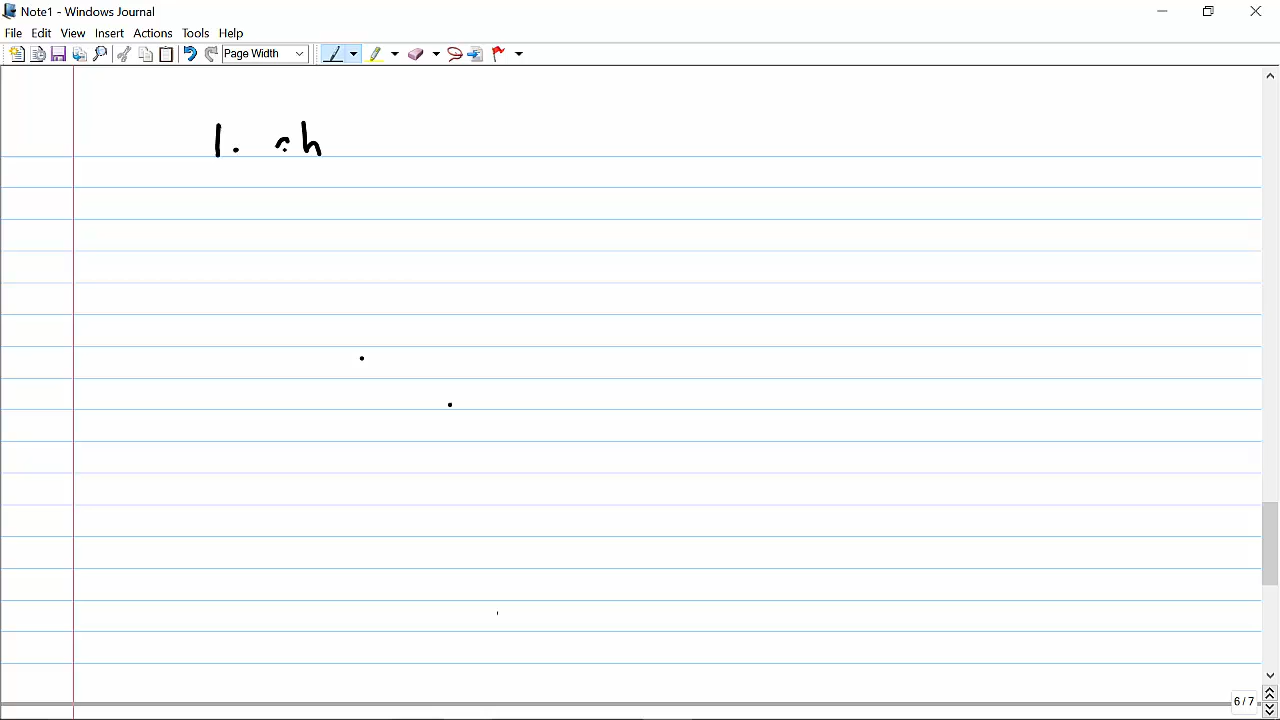 Note1 - Windows Journal
File Edit View Insert Actions Tools Help
Page Width
1.
6 / 7